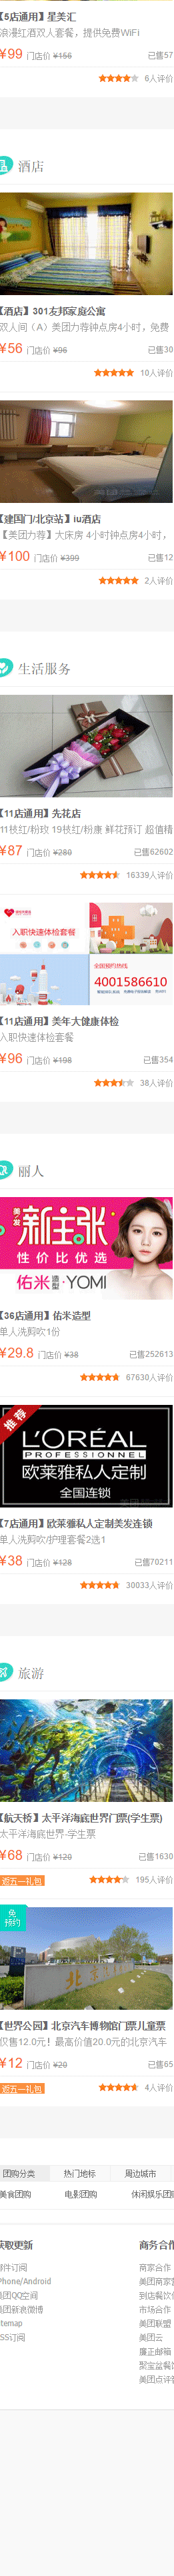 【5店通用】星美汇
浪漫红酒双人套餐，提供免费WiFi
¥99 门店价 ¥156 已售57
6人评价
酒店
【酒店】301友邦家庭公寓
双人间（A）美团力荐钟点房4小时，免费
¥56 门店价 ¥96 已售30
10人评价
【建国门/北京站】iu酒店
【美团力荐】大床房 4小时钟点房4小时，
¥100 门店价 ¥399 已售12
2人评价
生活服务
【11店通用】先花店
11枝红/粉玫 19枝红/粉康 鲜花预订 超值精
¥87 门店价 ¥280 已售62602
16339人评价
入职快速体检套餐
全国统一预约热线
4001586610
【11店通用】美年大健康体检
入职快速体检套餐
¥96 门店价 ¥198 已售354
38人评价
丽人
美发
新主张
性价比优选
佑米造型·YOMI
【36店通用】佑米造型
单人洗剪吹1份
¥29.8 门店价 ¥38 已售252613
67630人评价
推荐
L'ORÉAL
PROFESSIONNEL
欧莱雅私人定制
全国连锁
【7店通用】欧莱雅私人定制美发连锁
单人洗剪吹/护理套餐2选1
¥38 门店价 ¥128 已售70211
30033人评价
旅游
【航天桥】太平洋海底世界门票(学生票)
太平洋海底世界-学生票
¥68 门店价 ¥120 已售1630
195人评价
免
预约
【世界公园】北京汽车博物馆门票儿童票
仅售12.0元！最高价值20.0元的北京汽车
¥12 门店价 ¥20 已售65
4人评价
团购分类 热门地标 周边城市
美食团购 电影团购 休闲娱乐团
获取更新 商务合作
邮件订阅 商家合作
iPhone/Android 美团商家营
美团QQ空间 到店餐饮
美团新浪微博 市场合作
sitemap 美团联盟
RSS订阅 美团云
廉正邮箱
聚宝盆餐
美团点评